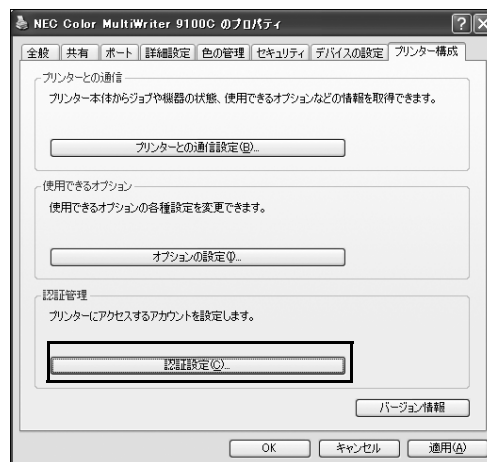 NEC Color MultiWriter 9100C のプロパティ
全般 共有 ポート 詳細設定 色の管理 セキュリティ デバイスの設定 プリンター構成
プリンターとの通信
プリンター本体からジョブや機器の状態、使用できるオプションなどの情報を取得できます。
プリンターとの通信設定(B)...
使用できるオプション
使用できるオプションの各種設定を変更できます。
オプションの設定(I)...
認証管理
プリンターにアクセスするアカウントを設定します。
認証設定(C)...
バージョン情報
OK キャンセル 適用(A)